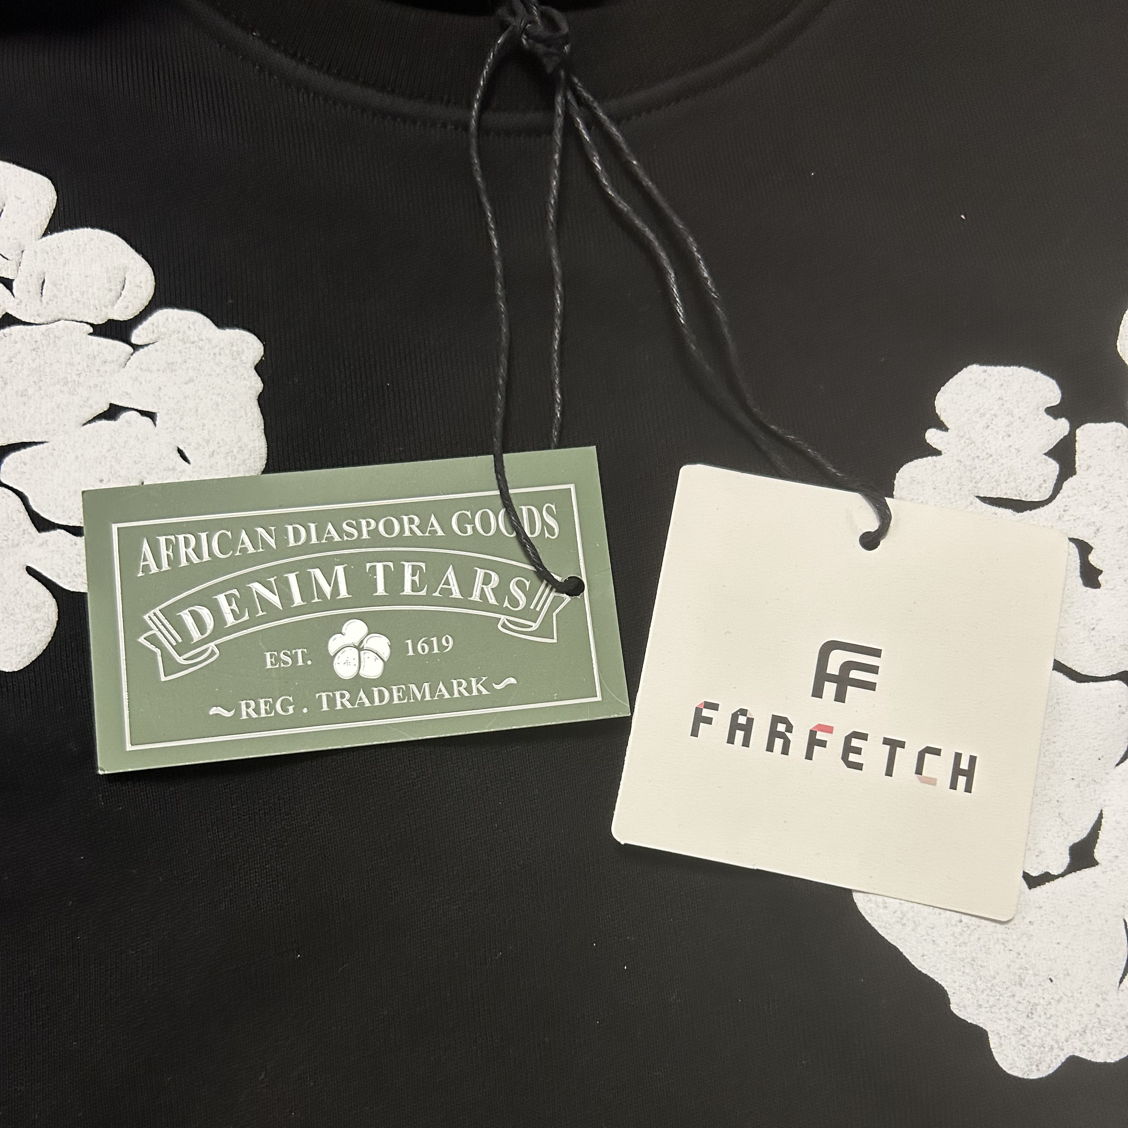 AFRICAN DIASPORA GOODS
DENIM TEARS
EST. 1619
~REG . TRADEMARK~
FF
FARFETCH